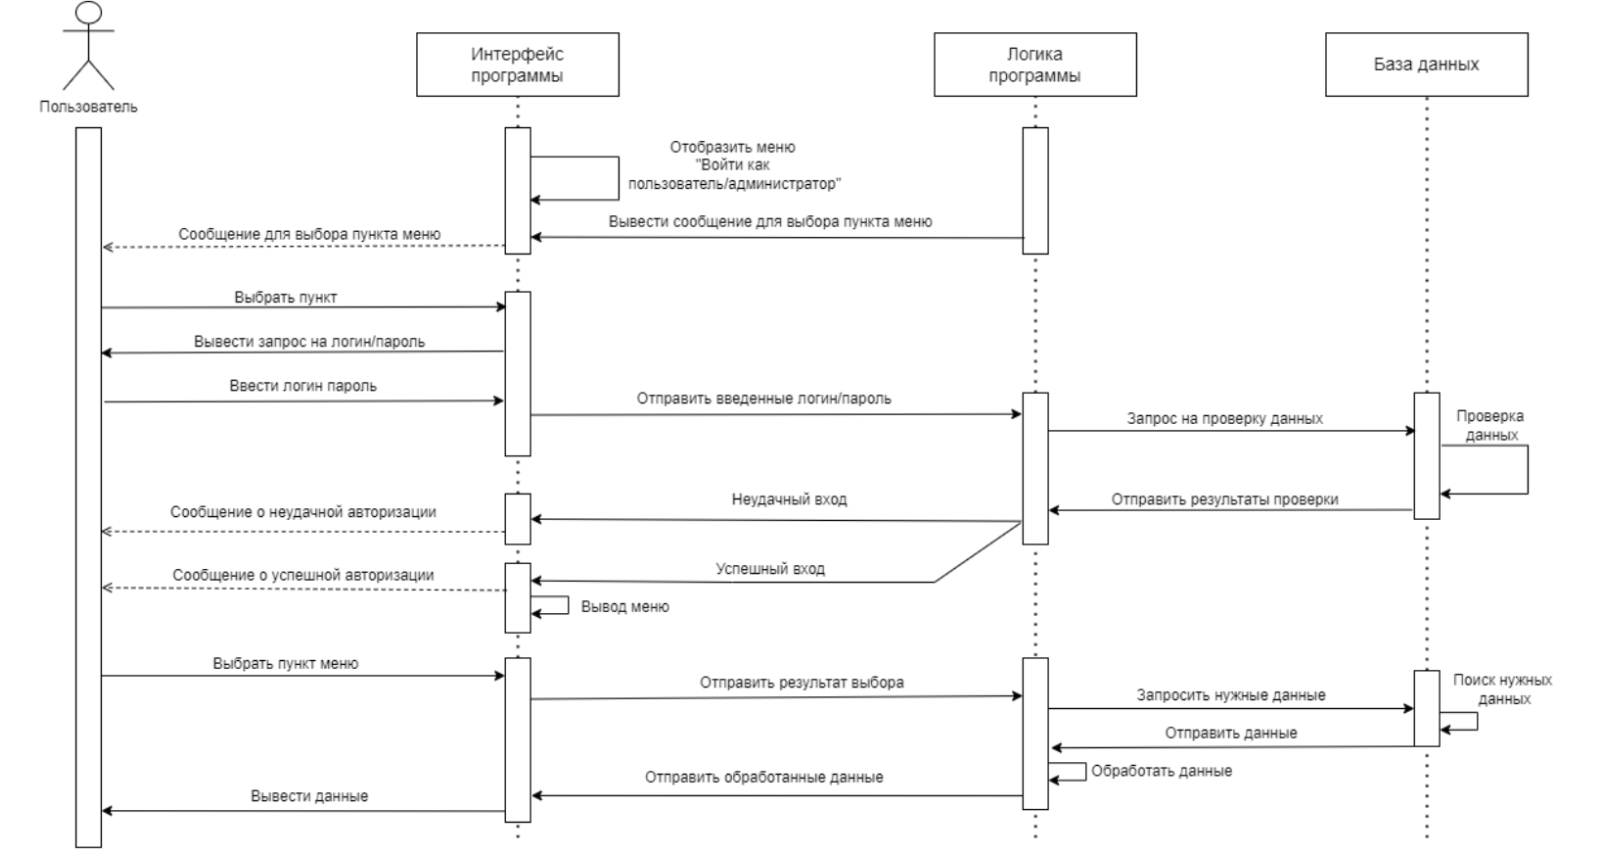 Пользователь
Интерфейс
программы
Логика
программы
База данных
Отобразить меню
"Войти как
пользователь/администратор"
Вывести сообщение для выбора пункта меню
Сообщение для выбора пункта меню
Выбрать пункт
Вывести запрос на логин/пароль
Ввести логин пароль
Отправить введенные логин/пароль
Запрос на проверку данных
Проверка
данных
Отправить результаты проверки
Неудачный вход
Сообщение о неудачной авторизации
Успешный вход
Сообщение о успешной авторизации
Вывод меню
Выбрать пункт меню
Отправить результат выбора
Запросить нужные данные
Поиск нужных
данных
Отправить данные
Обработать данные
Отправить обработанные данные
Вывести данные